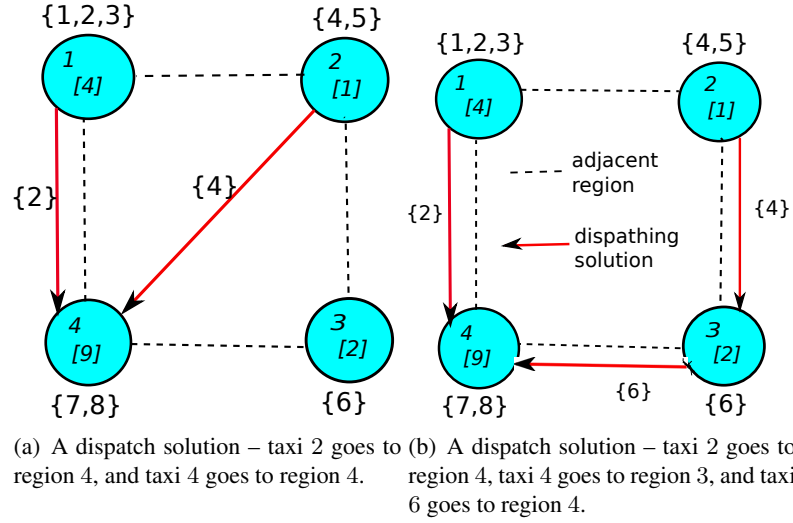 {1,2,3} {4,5}
1 2
[4] [1]
{2} {4}
4 3
[9] [2]
{7,8} {6}
(a) A dispatch solution – taxi 2 goes to
region 4, and taxi 4 goes to region 4.
{1,2,3} {4,5}
1 2
[4] [1]
adjacent
region
{2} {4}
dispathing
solution
4 3
[9] [2]
{6}
{7,8} {6}
(b) A dispatch solution – taxi 2 goes to
region 4, taxi 4 goes to region 3, and taxi
6 goes to region 4.